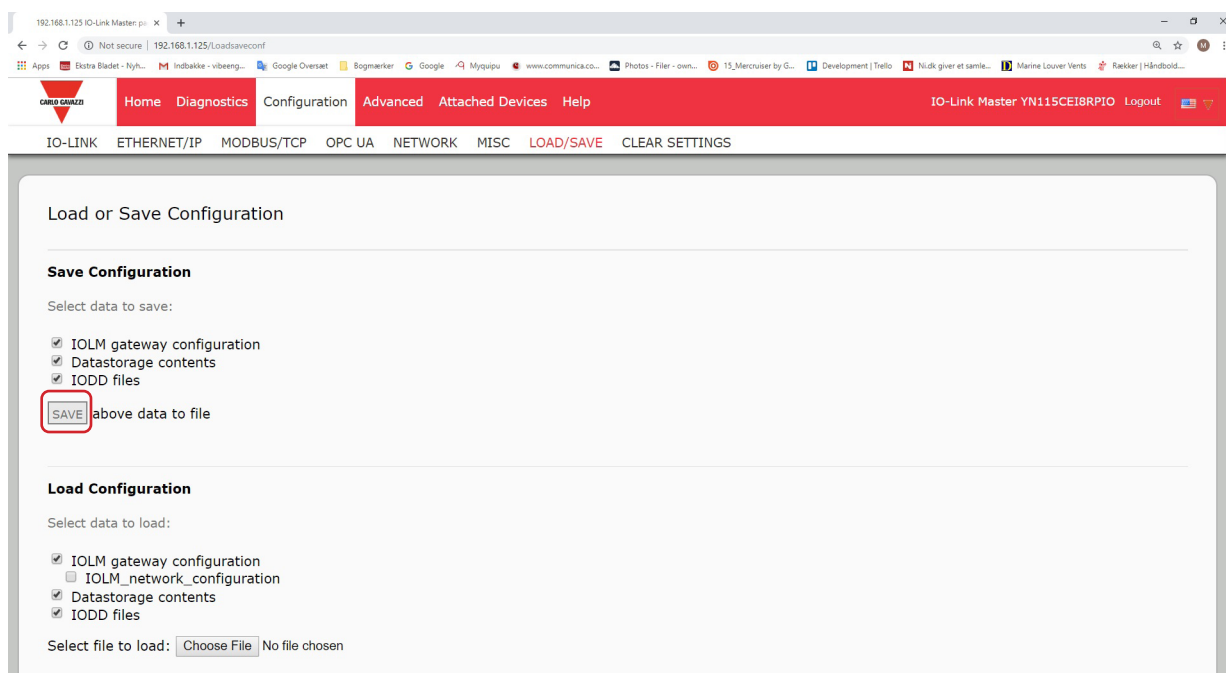 192.168.1.125 IO-Link Master: pa
Not secure | 192.168.1.125/Loadsaveconf
M
Apps Ekstra Bladet - Nyh... Indbakke - vibeeng... Google Oversæt Bogmærker Google Myquipu www.communica.co... Photos - Filer - own... 15_Mercruiser by G... Development | Trello Ni.dk giver et samle... Marine Louver Vents Rækker | Håndbold....
CARLO GAVAZZI
Home Diagnostics Configuration Advanced Attached Devices Help IO-Link Master YN115CEI8RPIO Logout
IO-LINK ETHERNET/IP MODBUS/TCP OPC UA NETWORK MISC LOAD/SAVE CLEAR SETTINGS
Load or Save Configuration
Save Configuration
Select data to save:
IOLM gateway configuration
Datastorage contents
IODD files
SAVE above data to file
Load Configuration
Select data to load:
IOLM gateway configuration
IOLM_network_configuration
Datastorage contents
IODD files
Select file to load: Choose File No file chosen